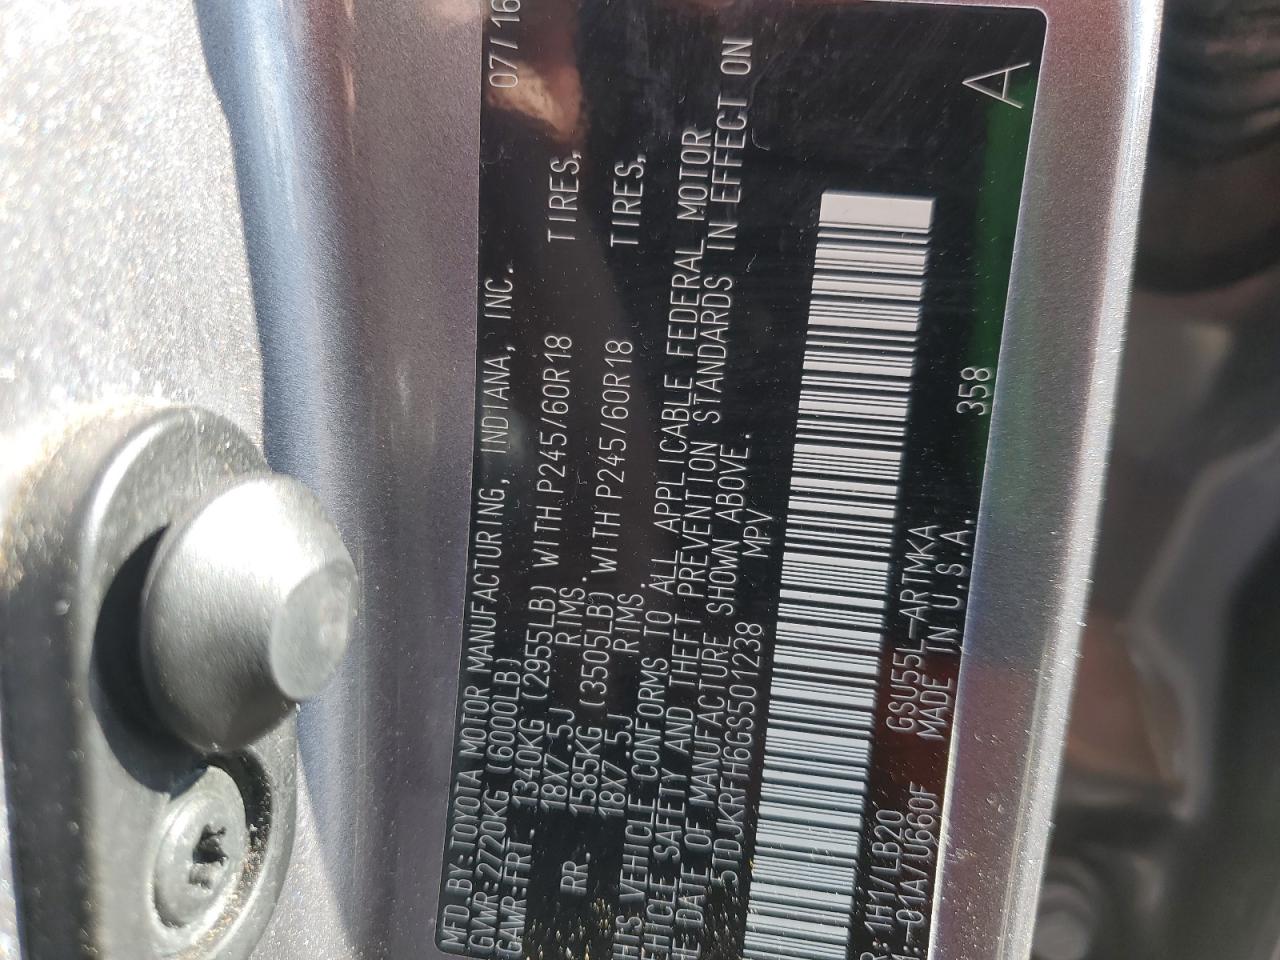 MFD. BY:TOYOTA MOTOR MANUFACTURING, INDIANA, INC. 07/16
GVWR:2720KG (6000LB)
GAWR:FRT. 1340KG (2955LB) WITH P245/60R18 TIRES,
18X7.5J RIMS.
RR. 1585KG (3505LB) WITH P245/60R18 TIRES,
18X7.5J RIMS.
THIS VEHICLE CONFORMS TO ALL APPLICABLE FEDERAL MOTOR
VEHICLE SAFETY AND THEFT PREVENTION STANDARDS IN EFFECT ON
THE DATE OF MANUFACTURE SHOWN ABOVE.
5TDJKRFH6GS501238 MPV
R: 1H1/LB20 GSU55L-ARTMKA 358
M:-01A/U660F MADE IN U.S.A. A